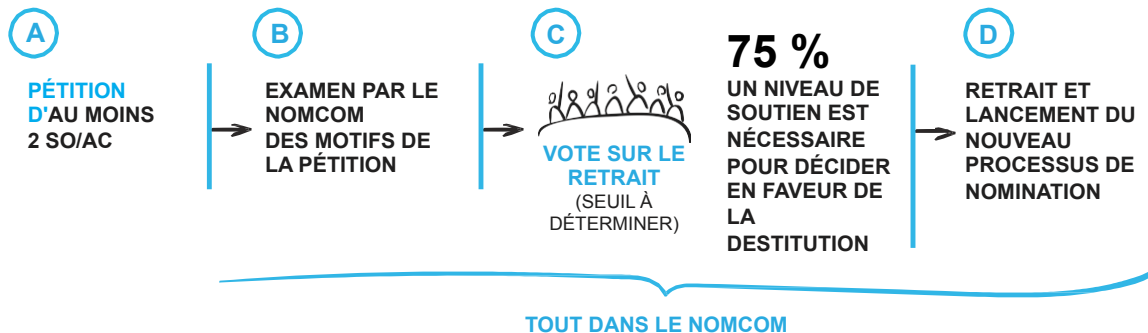 A
PÉTITION
D'AU MOINS
2 SO/AC
B
EXAMEN PAR LE
NOMCOM
DES MOTIFS DE
LA PÉTITION
C
VOTE SUR LE
RETRAIT
(SEUIL À
DÉTERMINER)
75 %
UN NIVEAU DE
SOUTIEN EST
NÉCESSAIRE
POUR DÉCIDER
EN FAVEUR DE
LA
DESTITUTION
D
RETRAIT ET
LANCEMENT DU
NOUVEAU
PROCESSUS DE
NOMINATION
TOUT DANS LE NOMCOM